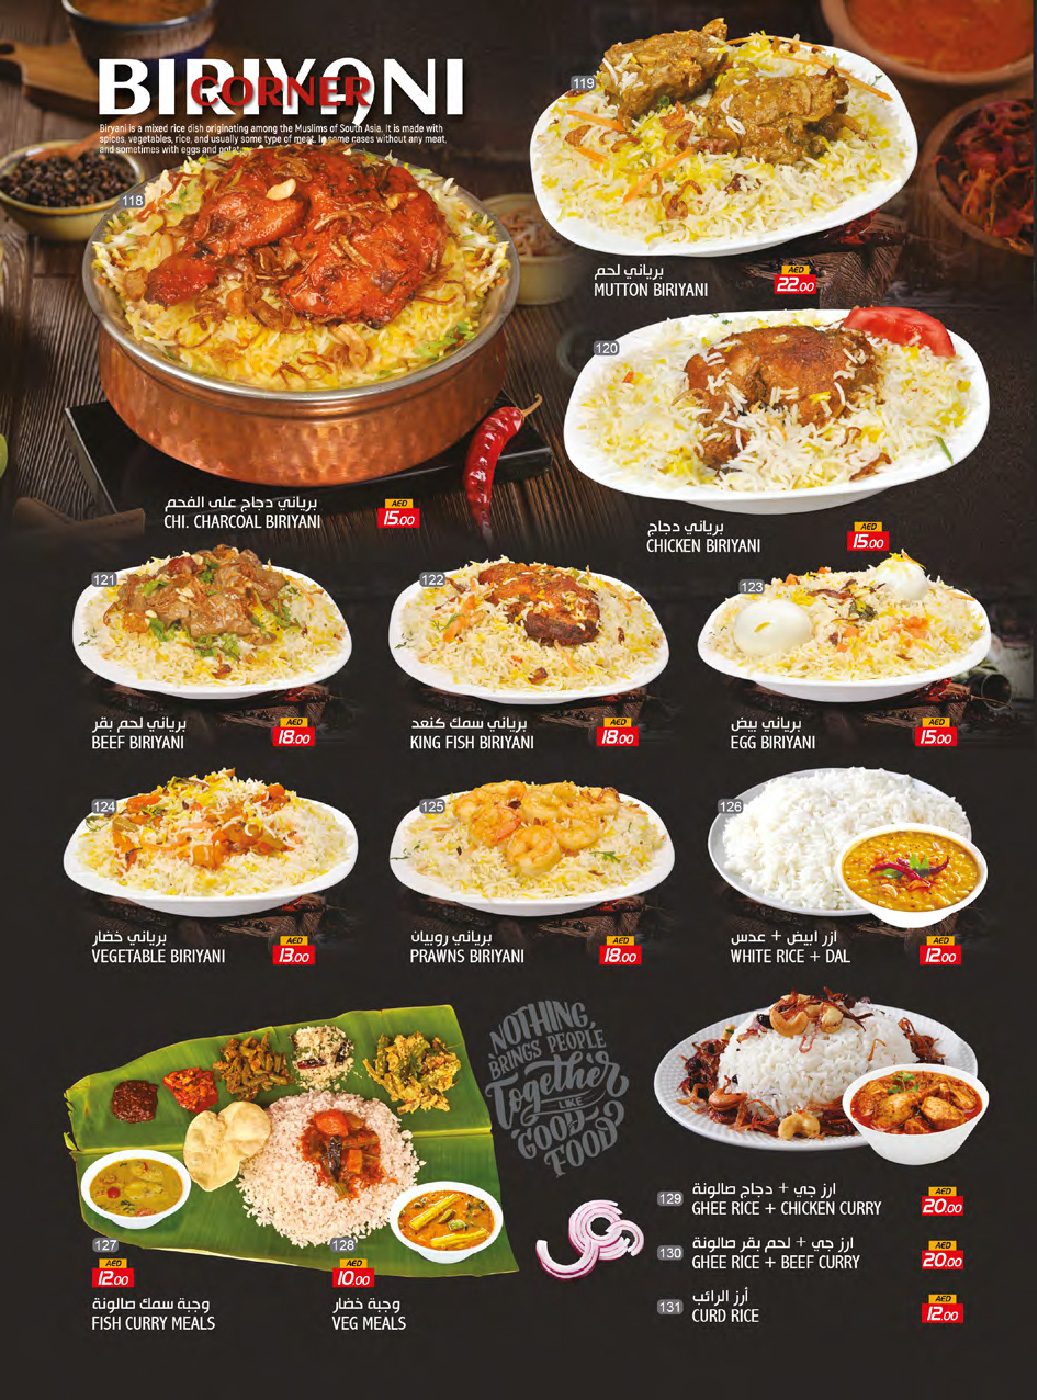 BIRIYANI
CORNER
Biryani is a mixed rice dish originating among the Muslims of South Asia. It is made with
spices, vegetables, rice, and usually some type of meat. In some cases without any meat,
and sometimes with eggs and
118
برياني دجاج على الفحم
CHI. CHARCOAL BIRIYANI
AED
15.00
119
برياني لحم
MUTTON BIRIYANI
AED
22.00
120
برياني دجاج
CHICKEN BIRIYANI
AED
15.00
121
برياني لحم بقر
BEEF BIRIYANI
AED
18.00
122
برياني سمك كنعد
KING FISH BIRIYANI
AED
18.00
123
برياني بيض
EGG BIRIYANI
AED
15.00
124
برياني خضار
VEGETABLE BIRIYANI
AED
13.00
125
برياني روبيان
PRAWNS BIRIYANI
AED
18.00
126
ارز ابيض + عدس
WHITE RICE + DAL
AED
12.00
NOTHING
BRINGS PEOPLE
Together
LIKE
GOOD
FOOD
127
AED
12.00
وجبة سمك صالونة
FISH CURRY MEALS
128
AED
10.00
وجبة خضار
VEG MEALS
129
ارز جي + دجاج صالونة
GHEE RICE + CHICKEN CURRY
AED
20.00
130
ارز جي + لحم بقر صالونة
GHEE RICE + BEEF CURRY
AED
20.00
131
أرز الرائب
CURD RICE
AED
12.00